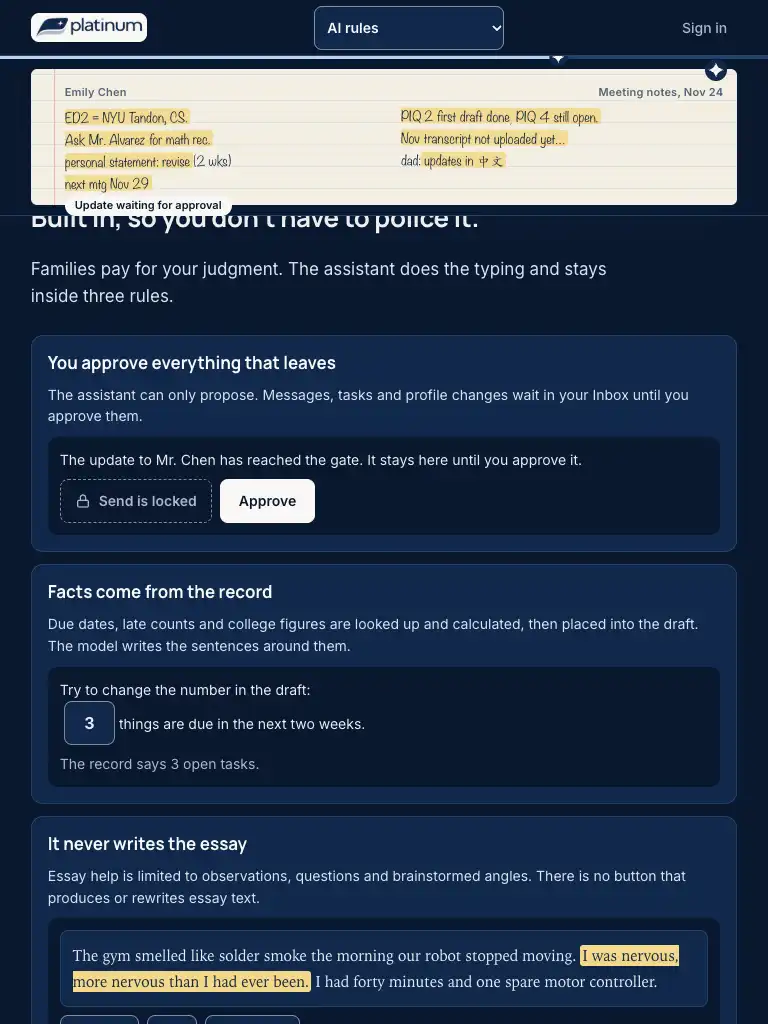 platinum
AI rules
Sign in
Emily Chen
Meeting notes, Nov 24
ED2 = NYU Tandon, CS.
Ask Mr. Alvarez for math rec.
personal statement: revise (2 wks)
next mtg Nov 29
PIQ 2 first draft done, PIQ 4 still open.
Nov transcript not uploaded yet...
dad: updates in 中文
Update waiting for approval
Built in, so you don't have to police it.
Families pay for your judgment. The assistant does the typing and stays
inside three rules.
You approve everything that leaves
The assistant can only propose. Messages, tasks and profile changes wait in your Inbox until you
approve them.
The update to Mr. Chen has reached the gate. It stays here until you approve it.
Send is locked
Approve
Facts come from the record
Due dates, late counts and college figures are looked up and calculated, then placed into the draft.
The model writes the sentences around them.
Try to change the number in the draft:
3 things are due in the next two weeks.
The record says 3 open tasks.
It never writes the essay
Essay help is limited to observations, questions and brainstormed angles. There is no button that
produces or rewrites essay text.
The gym smelled like solder smoke the morning our robot stopped moving. I was nervous,
more nervous than I had ever been. I had forty minutes and one spare motor controller.